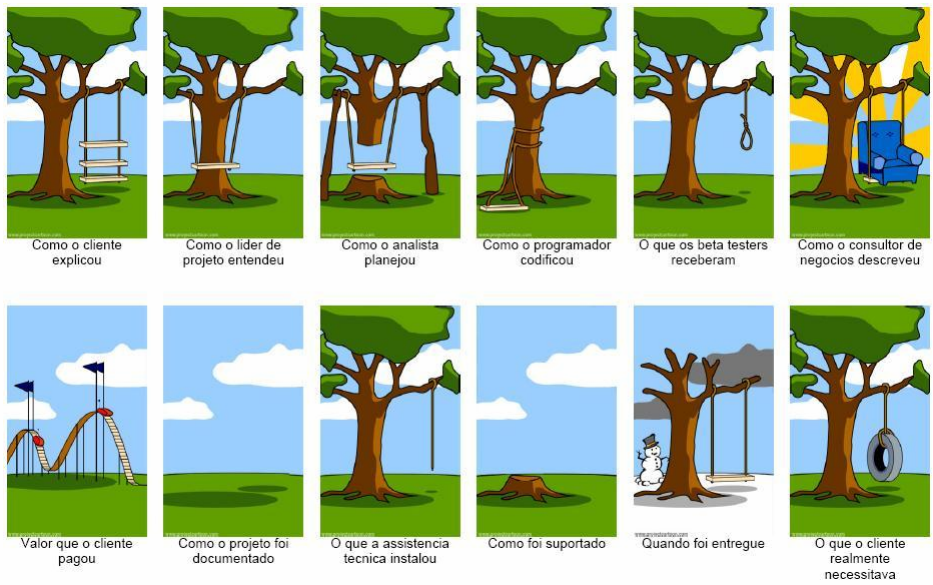 Como o cliente
explicou
Como o lider de
projeto entendeu
Como o analista
planejou
Como o programador
codificou
O que os beta testers
receberam
Como o consultor de
negocios descreveu
Valor que o cliente
pagou
Como o projeto foi
documentado
O que a assistencia
tecnica instalou
Como foi suportado
Quando foi entregue
O que o cliente
realmente
necessitava